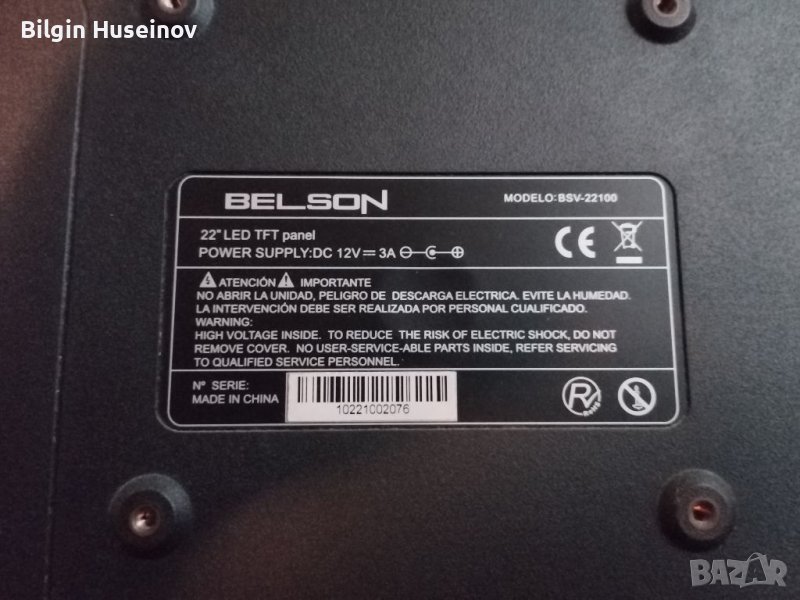 Bilgin Huseinov
BELSON
MODELO:BSV-22100
22" LED TFT panel
POWER SUPPLY:DC 12V⎓3A
CE
ATENCIÓN IMPORTANTE
NO ABRIR LA UNIDAD, PELIGRO DE DESCARGA ELECTRICA. EVITE LA HUMEDAD.
LA INTERVENCIÓN DEBE SER REALIZADA POR PERSONAL CUALIFICADO.
WARNING:
HIGH VOLTAGE INSIDE. TO REDUCE THE RISK OF ELECTRIC SHOCK, DO NOT
REMOVE COVER. NO USER-SERVICE-ABLE PARTS INSIDE, REFER SERVICING
TO QUALIFIED SERVICE PERSONNEL.
Nº SERIE:
MADE IN CHINA
10221002076
RoHS
BAZAR